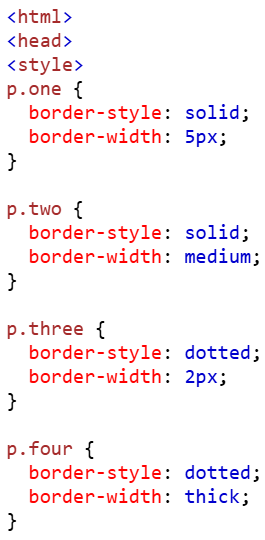 <html>
<head>
<style>
p.one {
  border-style: solid;
  border-width: 5px;
}

p.two {
  border-style: solid;
  border-width: medium;
}

p.three {
  border-style: dotted;
  border-width: 2px;
}

p.four {
  border-style: dotted;
  border-width: thick;
}